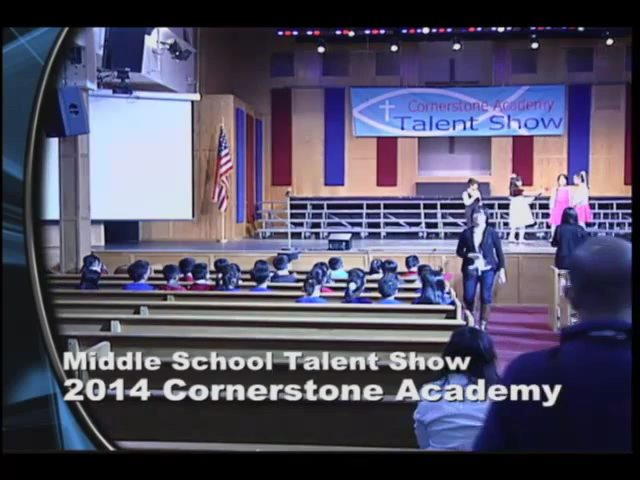 Cornerstone Academy
Talent Show
Middle School Talent Show
2014 Cornerstone Academy